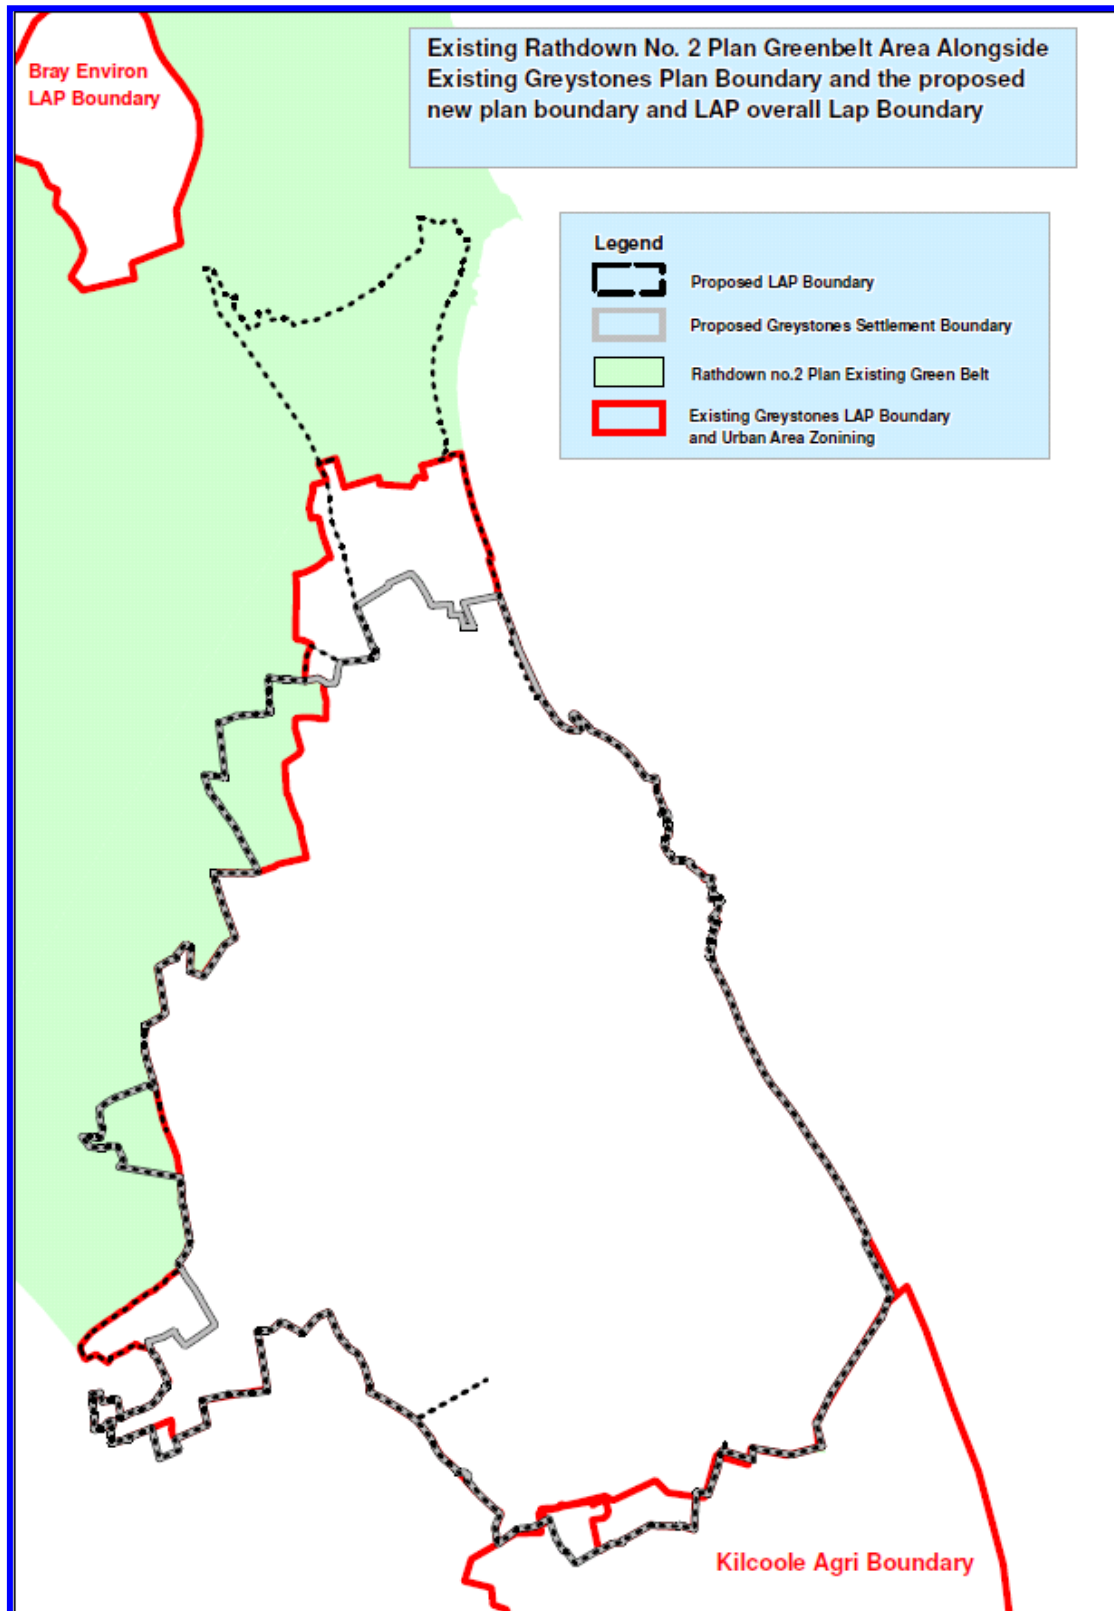 Bray Environ
LAP Boundary
Existing Rathdown No. 2 Plan Greenbelt Area Alongside
Existing Greystones Plan Boundary and the proposed
new plan boundary and LAP overall Lap Boundary
Legend
Proposed LAP Boundary
Proposed Greystones Settlement Boundary
Rathdown no.2 Plan Existing Green Belt
Existing Greystones LAP Boundary
and Urban Area Zonining
Kilcoole Agri Boundary